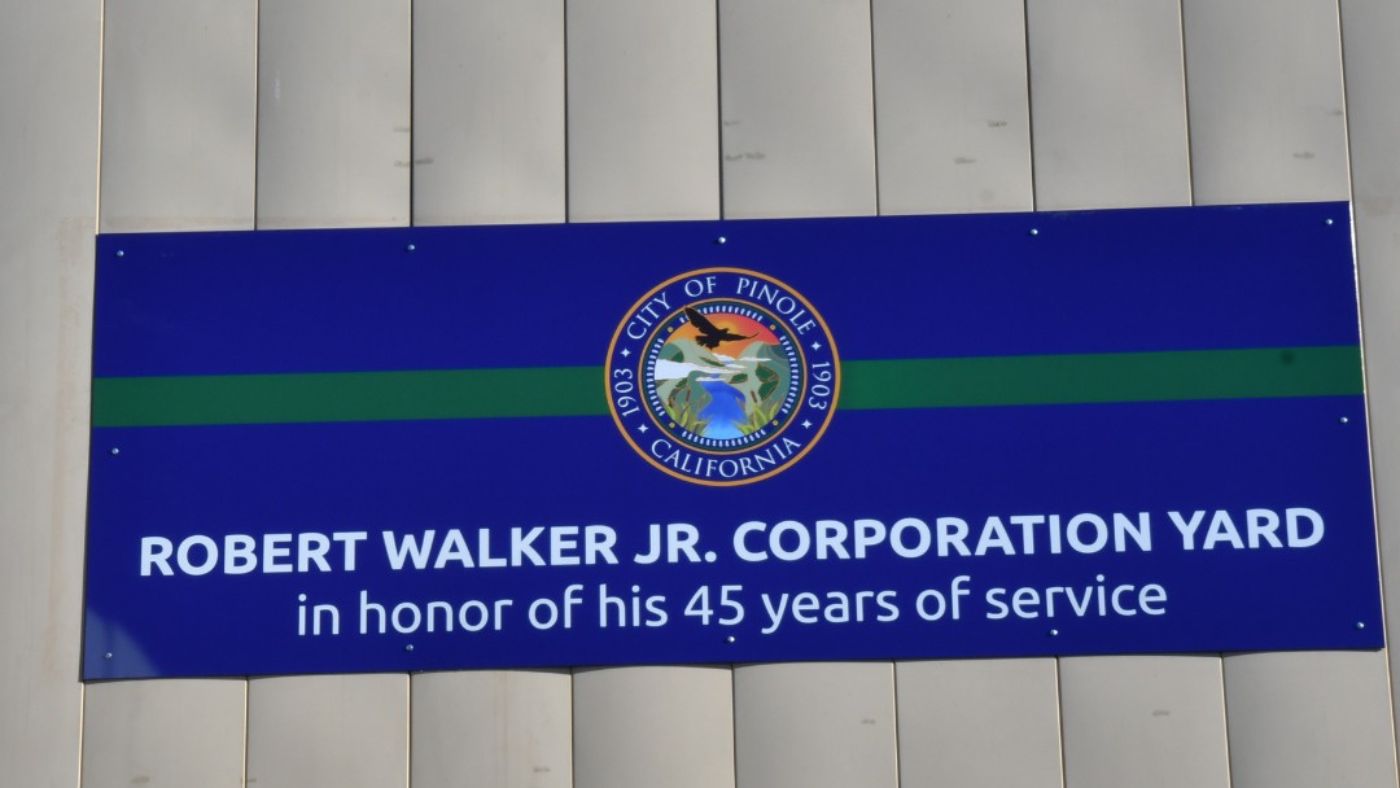 CITY OF PINOLE
1903 1903
CALIFORNIA
ROBERT WALKER JR. CORPORATION YARD
in honor of his 45 years of service